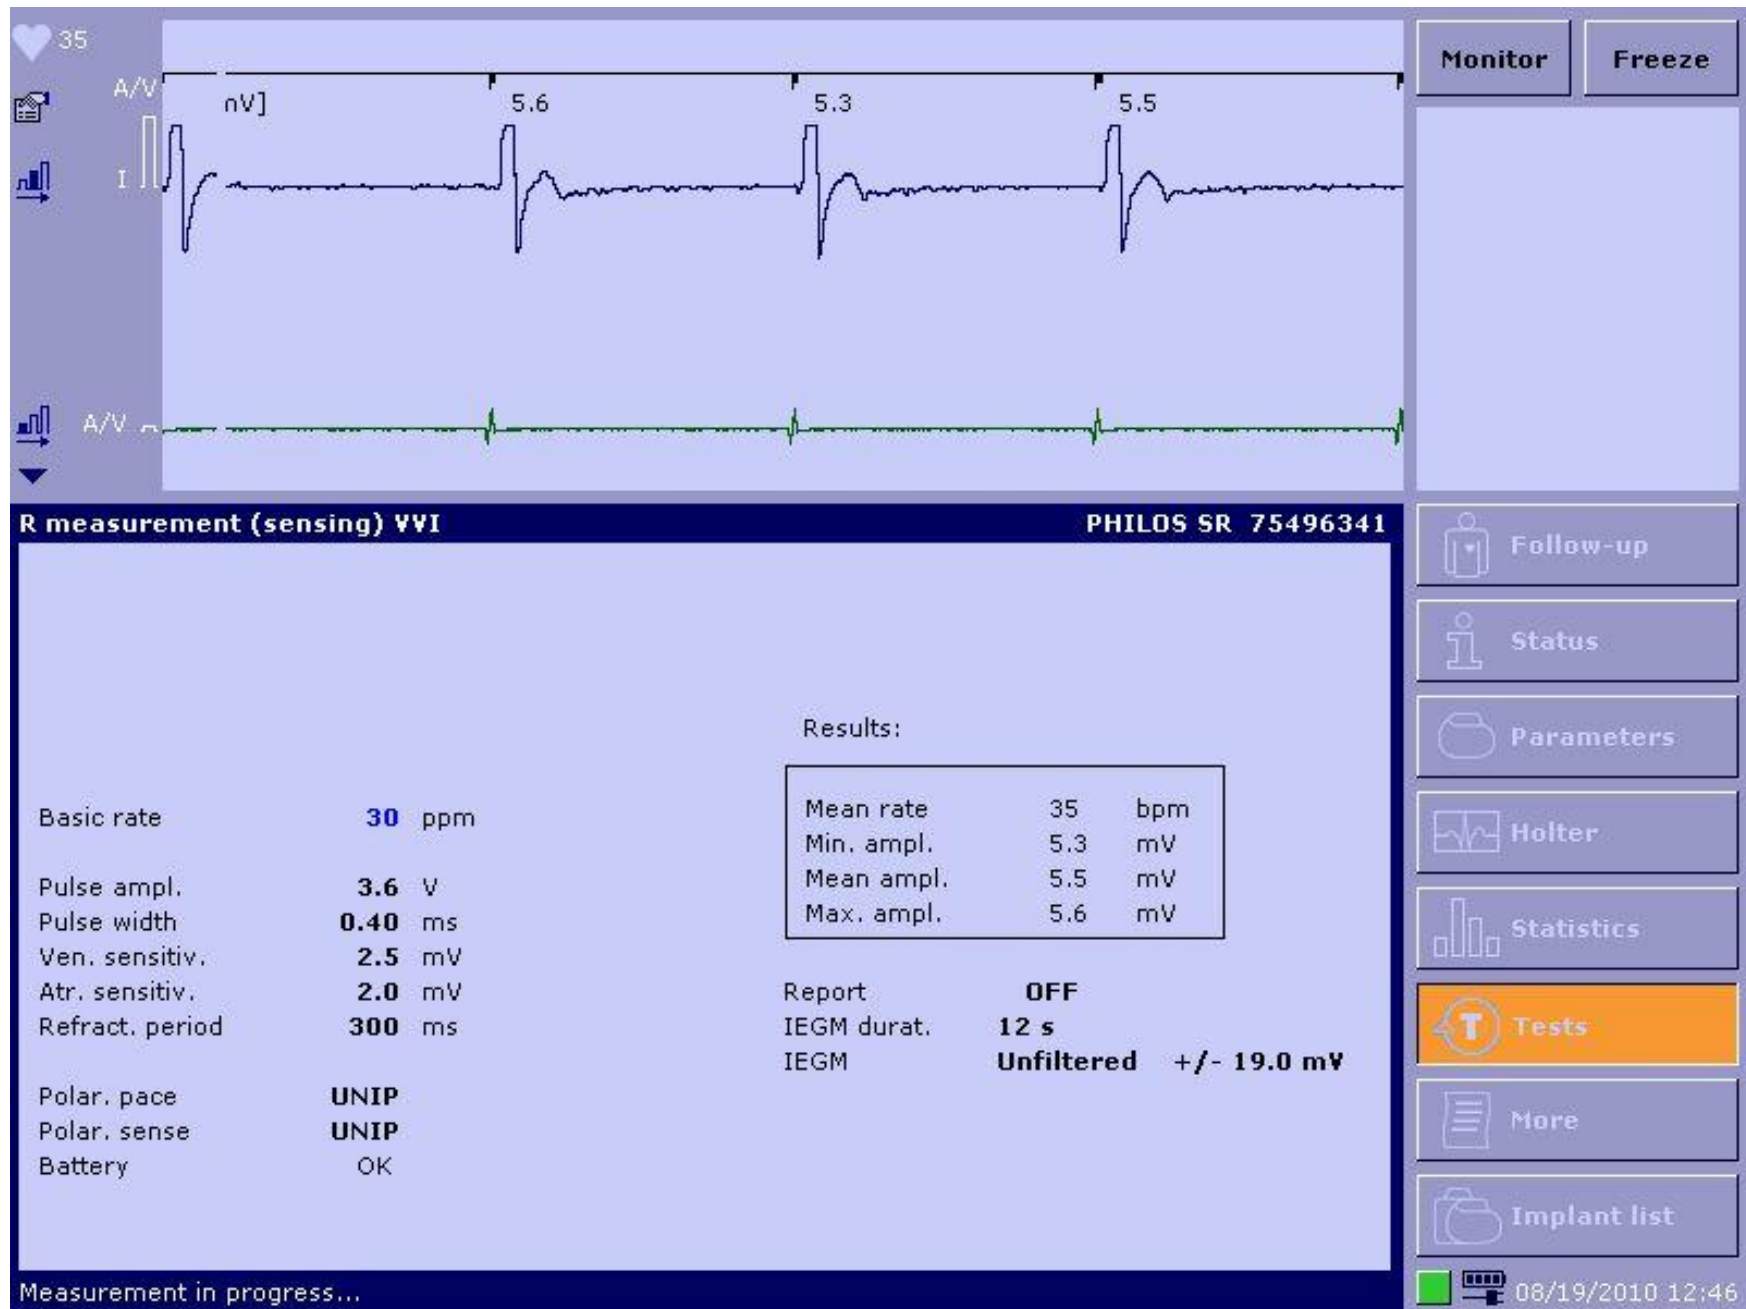 35
Monitor
Freeze
A/V
nV]
5.6
5.3
5.5
I
A/V
R measurement (sensing) VVI
PHILOS SR 75496341
Follow-up
Status
Parameters
Holter
Statistics
Tests
More
Implant list
Basic rate 30 ppm
Pulse ampl. 3.6 V
Pulse width 0.40 ms
Ven. sensitiv. 2.5 mV
Atr. sensitiv. 2.0 mV
Refract. period 300 ms
Polar. pace UNIP
Polar. sense UNIP
Battery OK
Results:
Mean rate 35 bpm
Min. ampl. 5.3 mV
Mean ampl. 5.5 mV
Max. ampl. 5.6 mV
Report OFF
IEGM durat. 12 s
IEGM Unfiltered +/- 19.0 mV
T
Measurement in progress...
08/19/2010 12:46